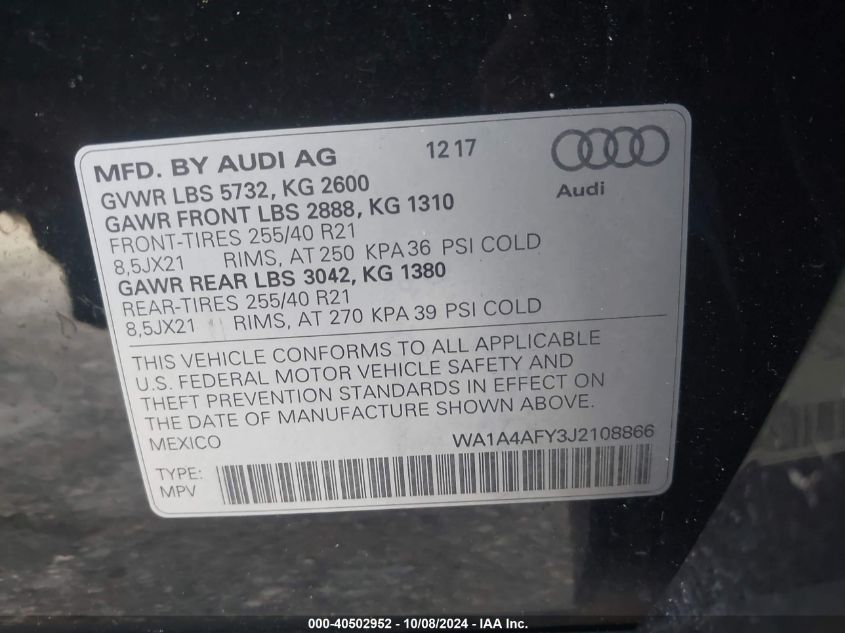 MFD. BY AUDI AG 12 17
Audi
GVWR LBS 5732, KG 2600
GAWR FRONT LBS 2888, KG 1310
FRONT-TIRES 255/40 R21
8,5JX21 RIMS, AT 250 KPA 36 PSI COLD
GAWR REAR LBS 3042, KG 1380
REAR-TIRES 255/40 R21
8,5JX21 RIMS, AT 270 KPA 39 PSI COLD
THIS VEHICLE CONFORMS TO ALL APPLICABLE
U.S. FEDERAL MOTOR VEHICLE SAFETY AND
THEFT PREVENTION STANDARDS IN EFFECT ON
THE DATE OF MANUFACTURE SHOWN ABOVE.
MEXICO WA1A4AFY3J2108866
TYPE:
MPV
000-40502952 - 10/08/2024 - IAA Inc.